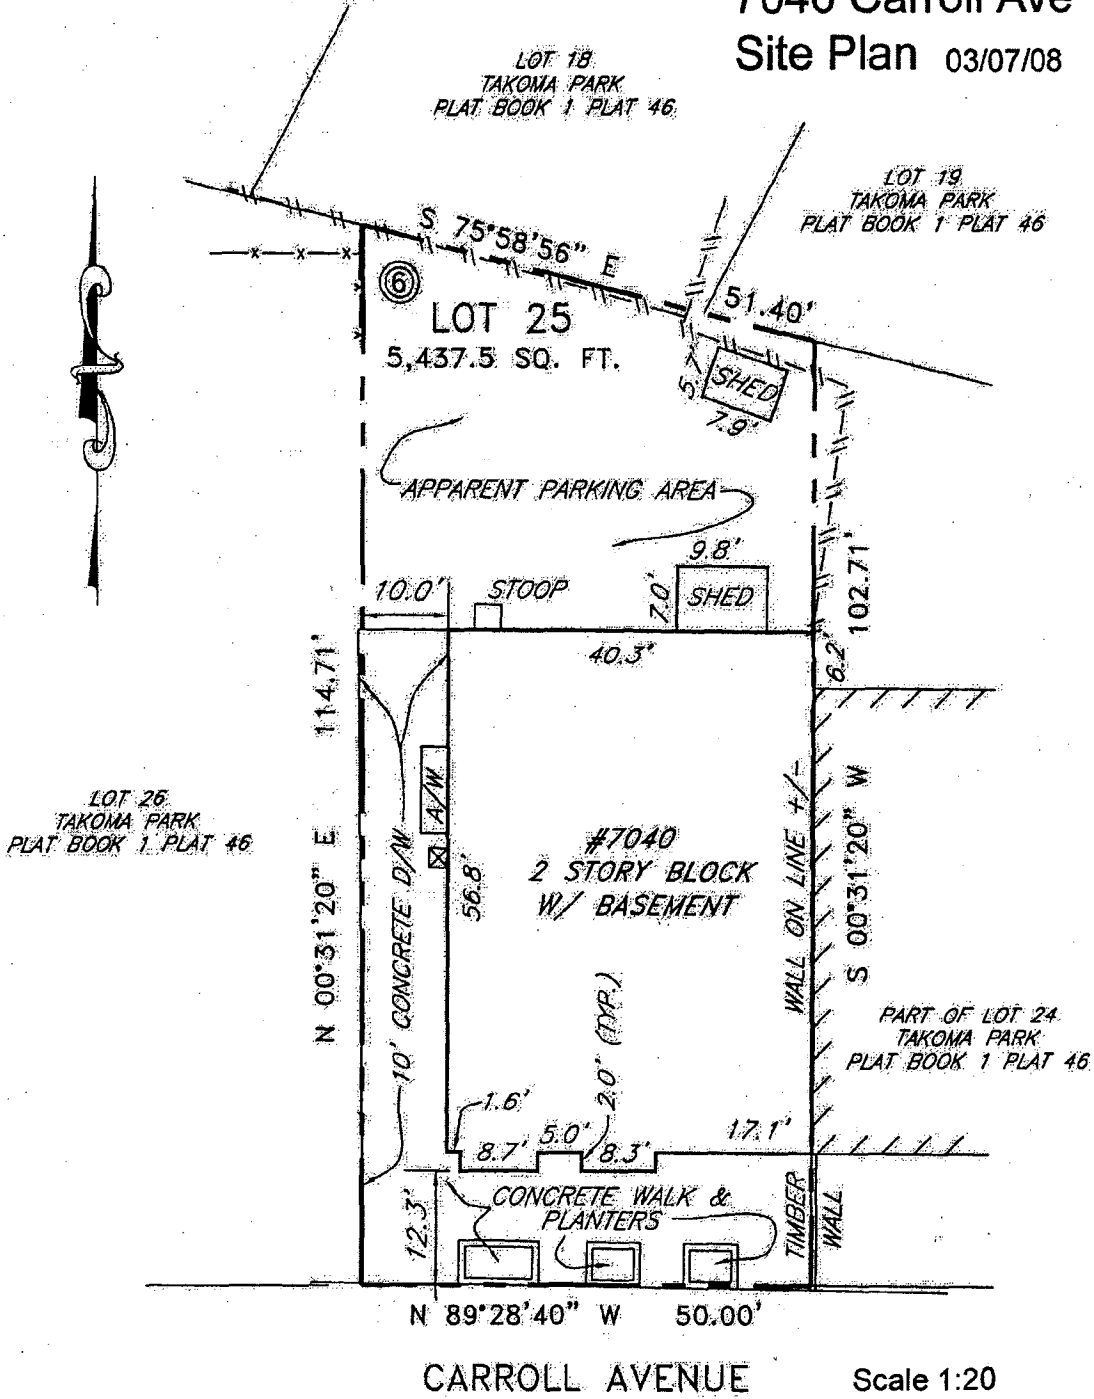 7040 Carroll Ave
Site Plan 03/07/08
LOT 18
TAKOMA PARK
PLAT BOOK 1 PLAT 46
LOT 19
TAKOMA PARK
PLAT BOOK 1 PLAT 46
S 75°58'56" E
51.40'
6
LOT 25
5,437.5 SQ. FT.
5.7'
SHED
7.9'
APPARENT PARKING AREA
9.8'
10.0'
STOOP
7.0'
SHED
102.71'
40.3'
6.2'
114.71'
N 00°31'20" E
LOT 26
TAKOMA PARK
PLAT BOOK 1 PLAT 46
A/W
10' CONCRETE D/W
56.8'
#7040
2 STORY BLOCK
W/ BASEMENT
WALL ON LINE +/-
S 00°31'20" W
PART OF LOT 24
TAKOMA PARK
PLAT BOOK 1 PLAT 46
2.0' (TYP.)
1.6'
8.7'
5.0'
8.3'
17.1'
12.3'
CONCRETE WALK &
PLANTERS
TIMBER
WALL
N 89°28'40" W 50.00'
CARROLL AVENUE
Scale 1:20